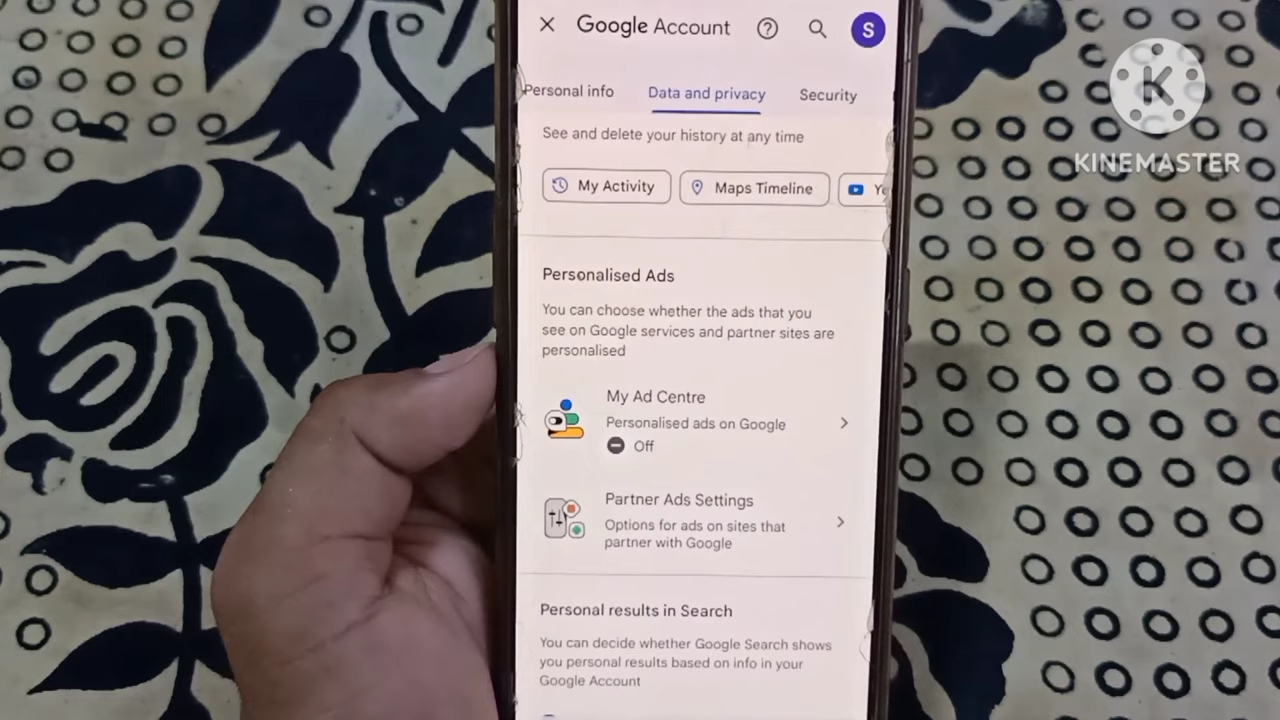 Google Account
S
Personal info
Data and privacy
Security
See and delete your history at any time
My Activity
Maps Timeline
Personalised Ads
You can choose whether the ads that you
see on Google services and partner sites are
personalised
My Ad Centre
Personalised ads on Google
Off
Partner Ads Settings
Options for ads on sites that
partner with Google
Personal results in Search
You can decide whether Google Search shows
you personal results based on info in your
Google Account
K
KINEMASTER